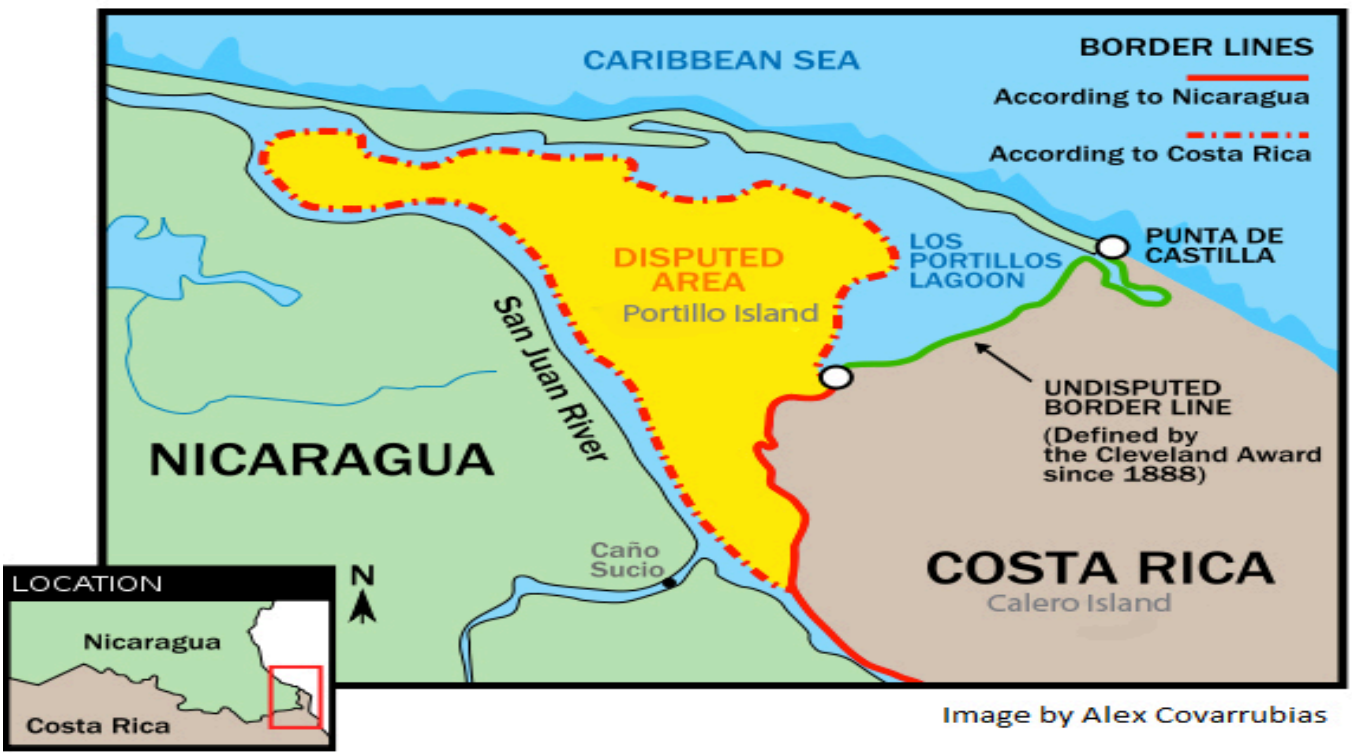 CARIBBEAN SEA
BORDER LINES
According to Nicaragua
According to Costa Rica
PUNTA DE
CASTILLA
LOS
PORTILLOS
LAGOON
DISPUTED
AREA
Portillo Island
San Juan River
UNDISPUTED
BORDER LINE
(Defined by
the Cleveland Award
since 1888)
NICARAGUA
Caño
Sucio
COSTA RICA
Calero Island
N
LOCATION
Nicaragua
Costa Rica
Image by Alex Covarrubias